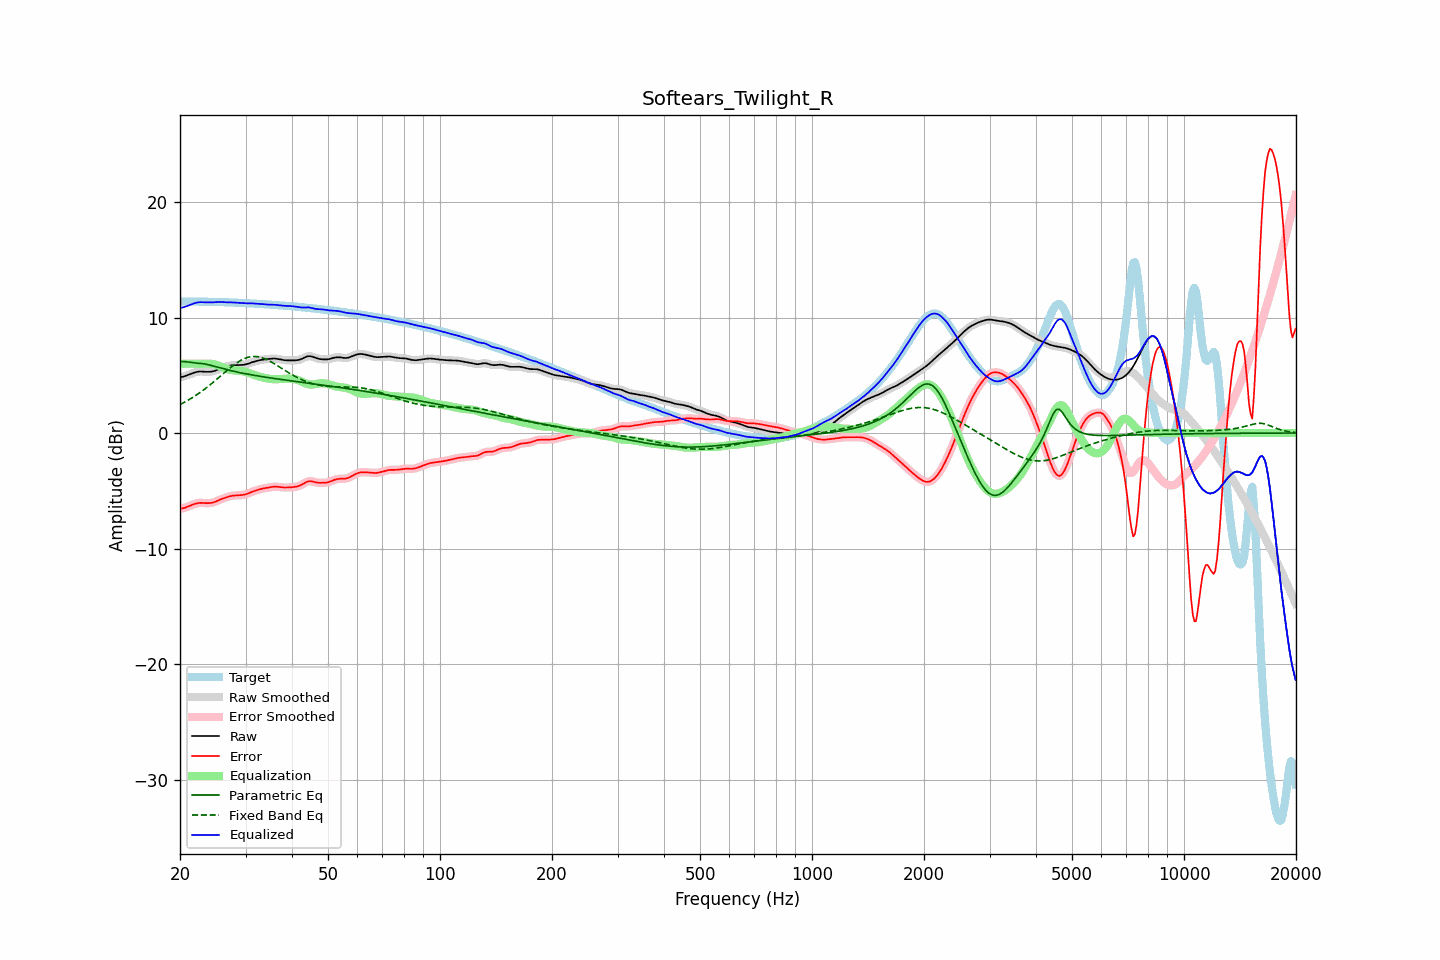 Softears_Twilight_R
Amplitude (dBr)
20
10
0
−10
−20
−30
Target
Raw Smoothed
Error Smoothed
Raw
Error
Equalization
Parametric Eq
Fixed Band Eq
Equalized
20 50 100 200 500 1000 2000 5000 10000 20000
Frequency (Hz)